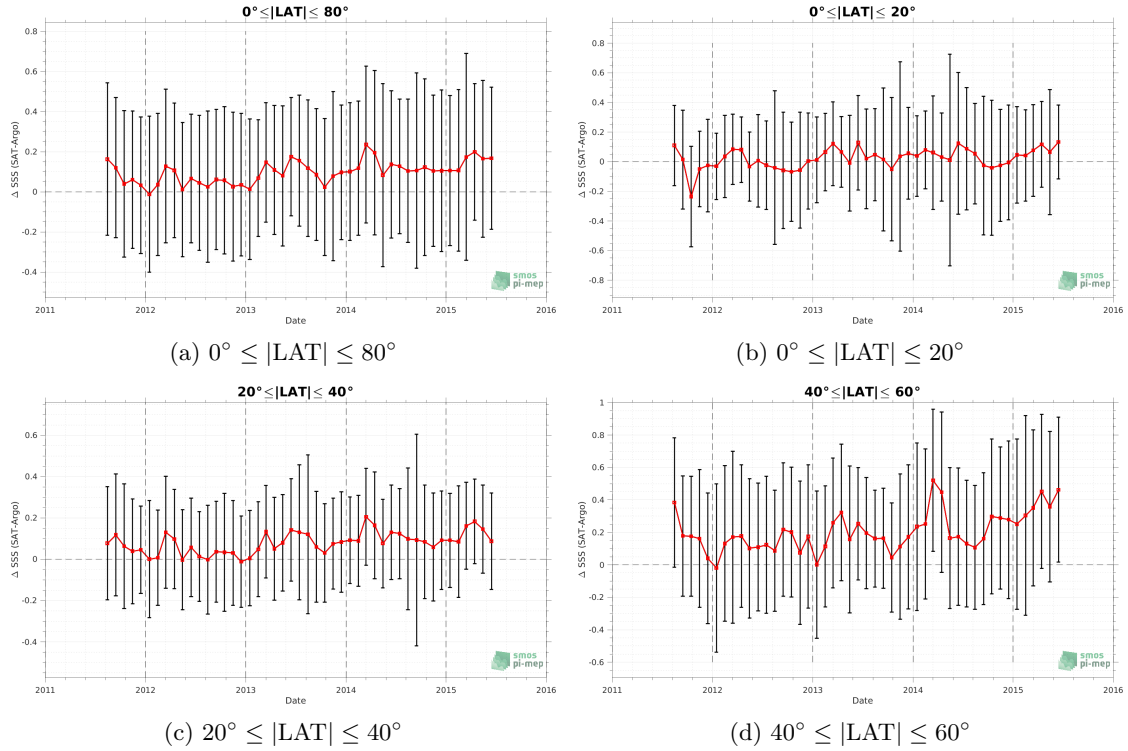 0°≤|LAT|≤ 80°
Δ SSS (SAT-Argo)
0.8
0.6
0.4
0.2
0
-0.2
-0.4
2011
2012
2013
2014
2015
2016
Date
smos
pi-mep
(a) 0° ≤ |LAT| ≤ 80°
0°≤|LAT|≤ 20°
Δ SSS (SAT-Argo)
0.8
0.6
0.4
0.2
0
-0.2
-0.4
-0.6
-0.8
2011
2012
2013
2014
2015
2016
Date
smos
pi-mep
(b) 0° ≤ |LAT| ≤ 20°
20°≤|LAT|≤ 40°
Δ SSS (SAT-Argo)
0.6
0.4
0.2
0
-0.2
-0.4
2011
2012
2013
2014
2015
2016
Date
smos
pi-mep
(c) 20° ≤ |LAT| ≤ 40°
40°≤|LAT|≤ 60°
Δ SSS (SAT-Argo)
1
0.8
0.6
0.4
0.2
0
-0.2
-0.4
-0.6
2011
2012
2013
2014
2015
2016
Date
smos
pi-mep
(d) 40° ≤ |LAT| ≤ 60°